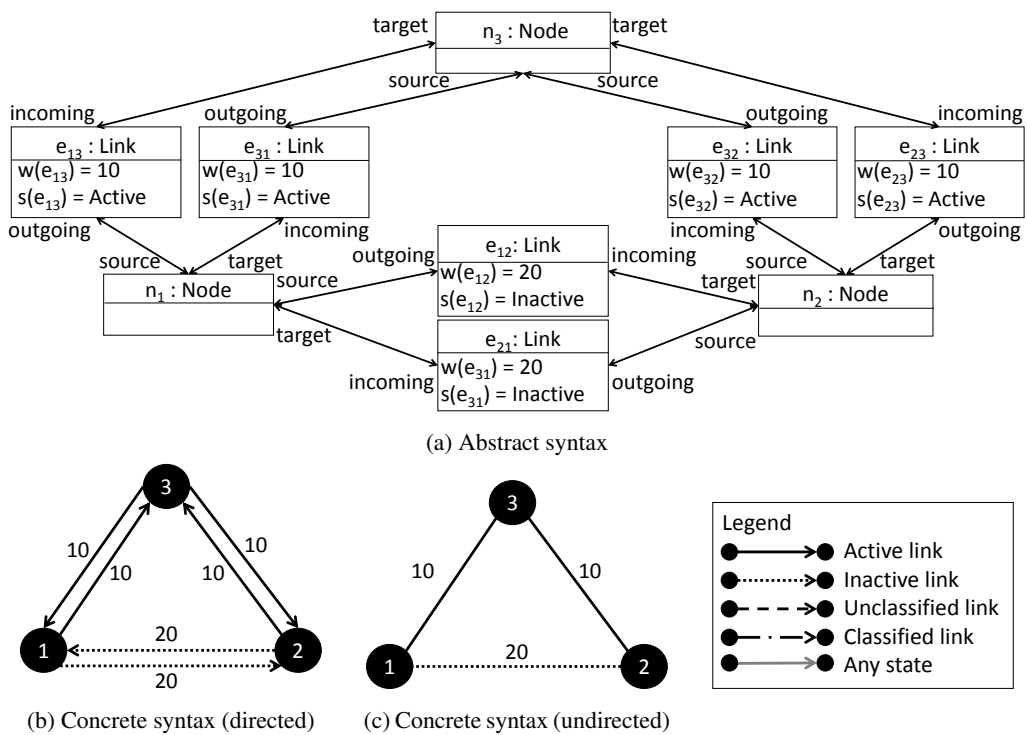 target
n3 : Node
target
source
source
incoming
outgoing
outgoing
incoming
e13 : Link
w(e13) = 10
s(e13) = Active
e31 : Link
w(e31) = 10
s(e31) = Active
e32 : Link
w(e32) = 10
s(e32) = Active
e23 : Link
w(e23) = 10
s(e23) = Active
outgoing
incoming
incoming
outgoing
source
target
source
target
n1 : Node
source
outgoing
e12: Link
w(e12) = 20
s(e12) = Inactive
incoming
target
n2 : Node
target
incoming
e21: Link
w(e31) = 20
s(e31) = Inactive
source
outgoing
(a) Abstract syntax
3
10
10
10
10
1
20
2
20
(b) Concrete syntax (directed)
3
10
10
1
20
2
(c) Concrete syntax (undirected)
Legend
Active link
Inactive link
Unclassified link
Classified link
Any state